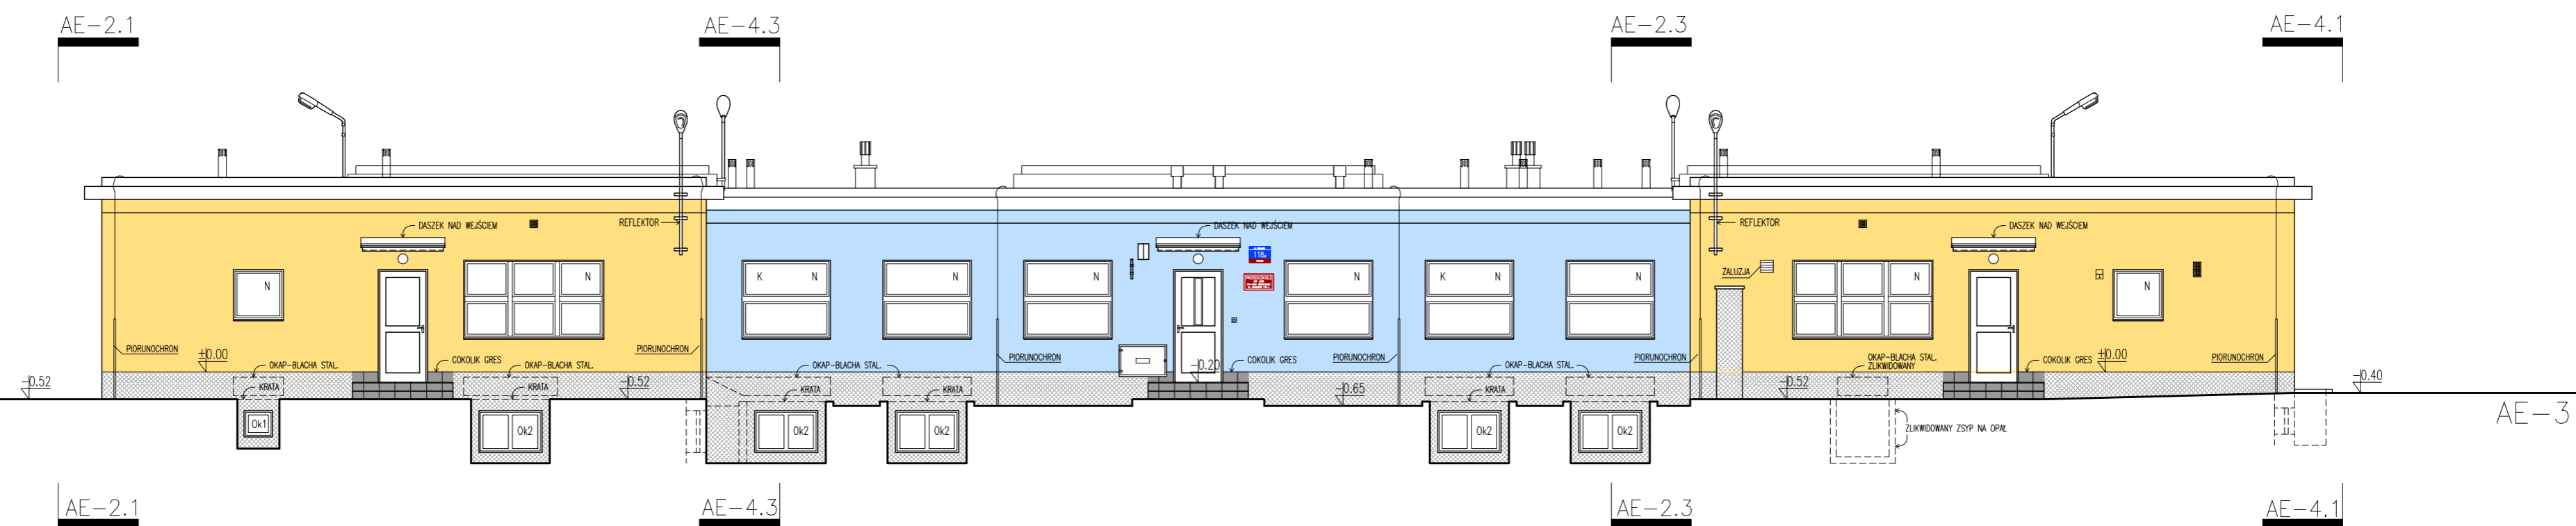 AE-2.1
AE-4.3
AE-2.3
AE-4.1
DASZEK NAD WEJŚCIEM
REFLEKTOR
DASZEK NAD WEJŚCIEM
118A
REFLEKTOR
DASZEK NAD WEJŚCIEM
ŻALUZJA
N
N
K N
N
N
N
K N
N
N
N
PIORUNOCHRON
±0.00
OKAP-BLACHA STAL.
COKOLIK GRES
OKAP-BLACHA STAL.
PIORUNOCHRON
OKAP-BLACHA STAL.
PIORUNOCHRON
-0.20
COKOLIK GRES
PIORUNOCHRON
OKAP-BLACHA STAL.
PIORUNOCHRON
OKAP-BLACHA STAL.
ZLIKWIDOWANY
COKOLIK GRES
±0.00
PIORUNOCHRON
-0.52
KRATA
KRATA
-0.52
KRATA
KRATA
-0.65
KRATA
-0.52
-0.40
AE-3
Ok1
Ok2
Ok2
Ok2
Ok2
Ok2
ZLIKWIDOWANY ZSYP NA OPAŁ
AE-2.1
AE-4.3
AE-2.3
AE-4.1